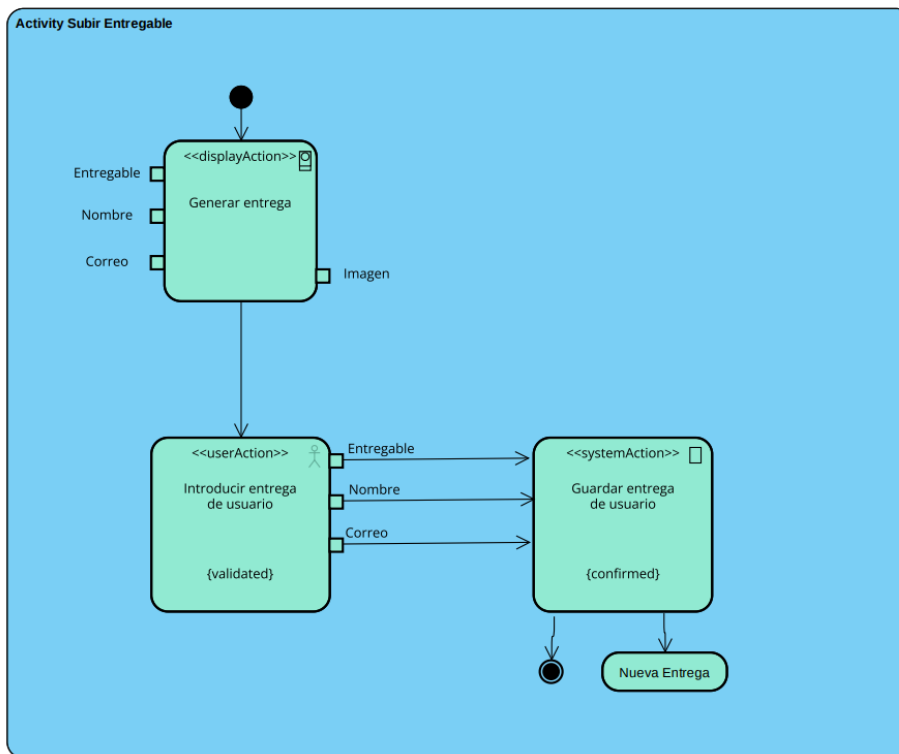 Activity Subir Entregable
<<displayAction>>
Entregable
Generar entrega
Nombre
Correo
Imagen
<<userAction>>
Entregable
<<systemAction>>
Introducir entrega
de usuario
Nombre
Guardar entrega
de usuario
Correo
{validated}
{confirmed}
Nueva Entrega